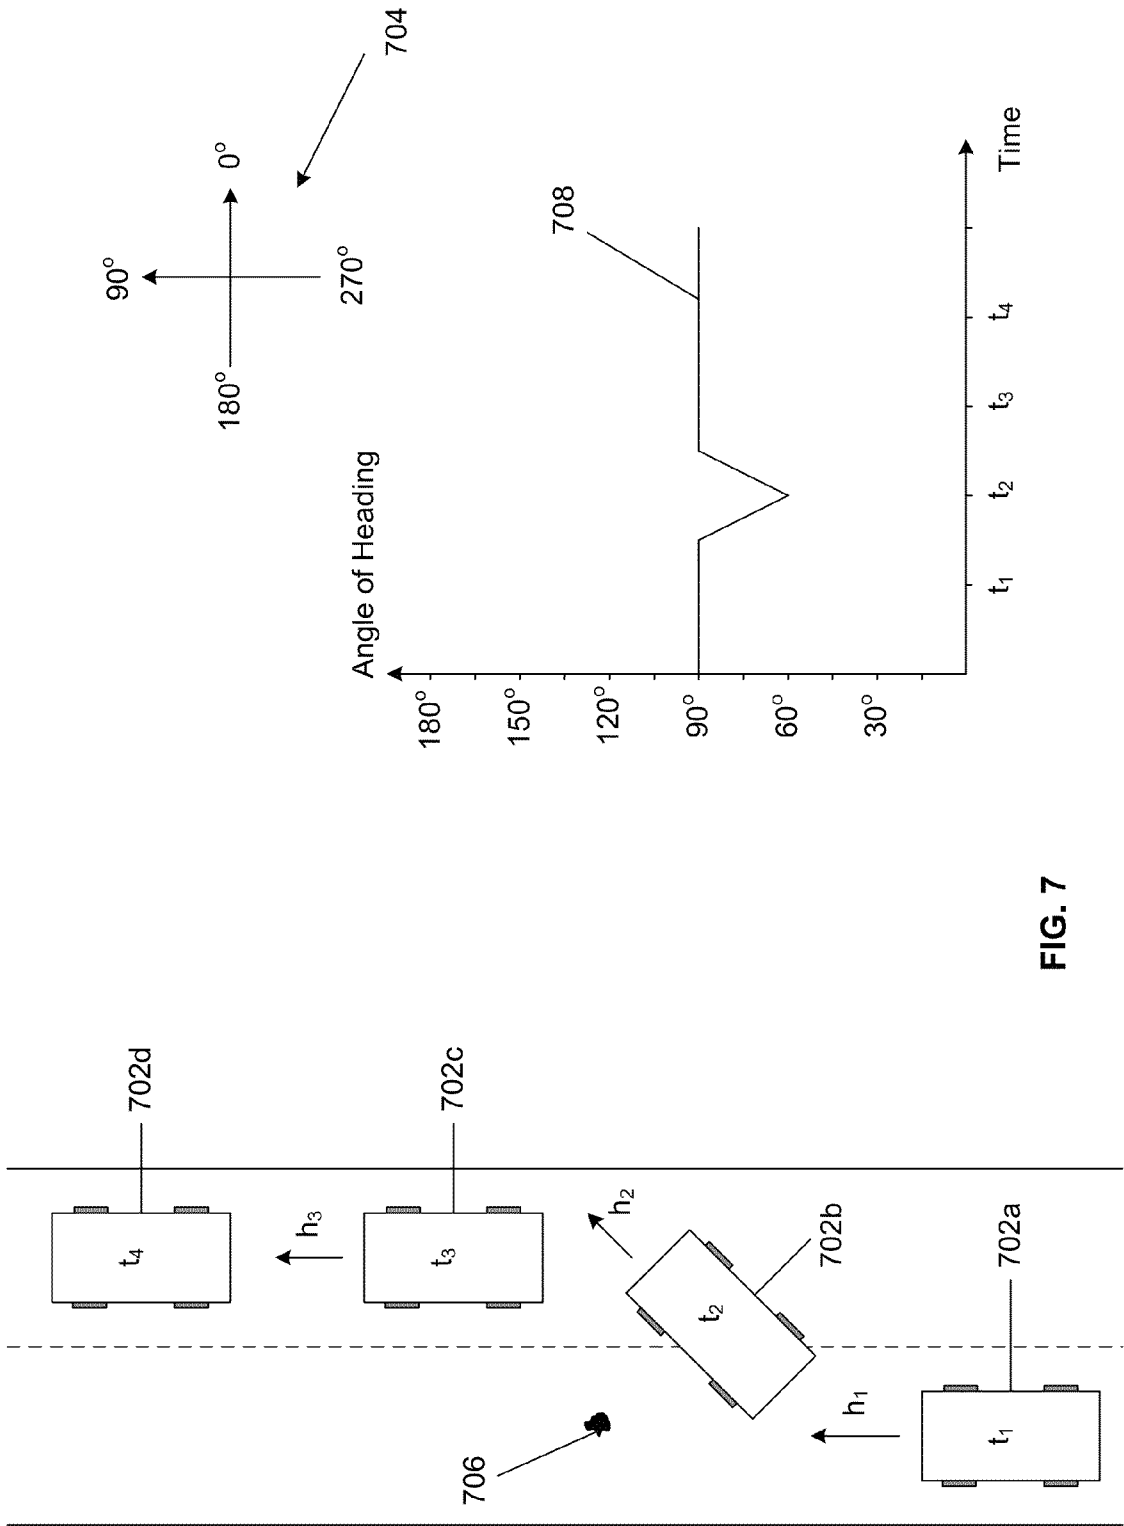 702d
702c
702b
702a
t4
h3
t3
h2
t2
h1
t1
706
90°
180°
0°
270°
704
Angle of Heading
180°
150°
120°
90°
60°
30°
708
t1
t2
t3
t4
Time
FIG. 7